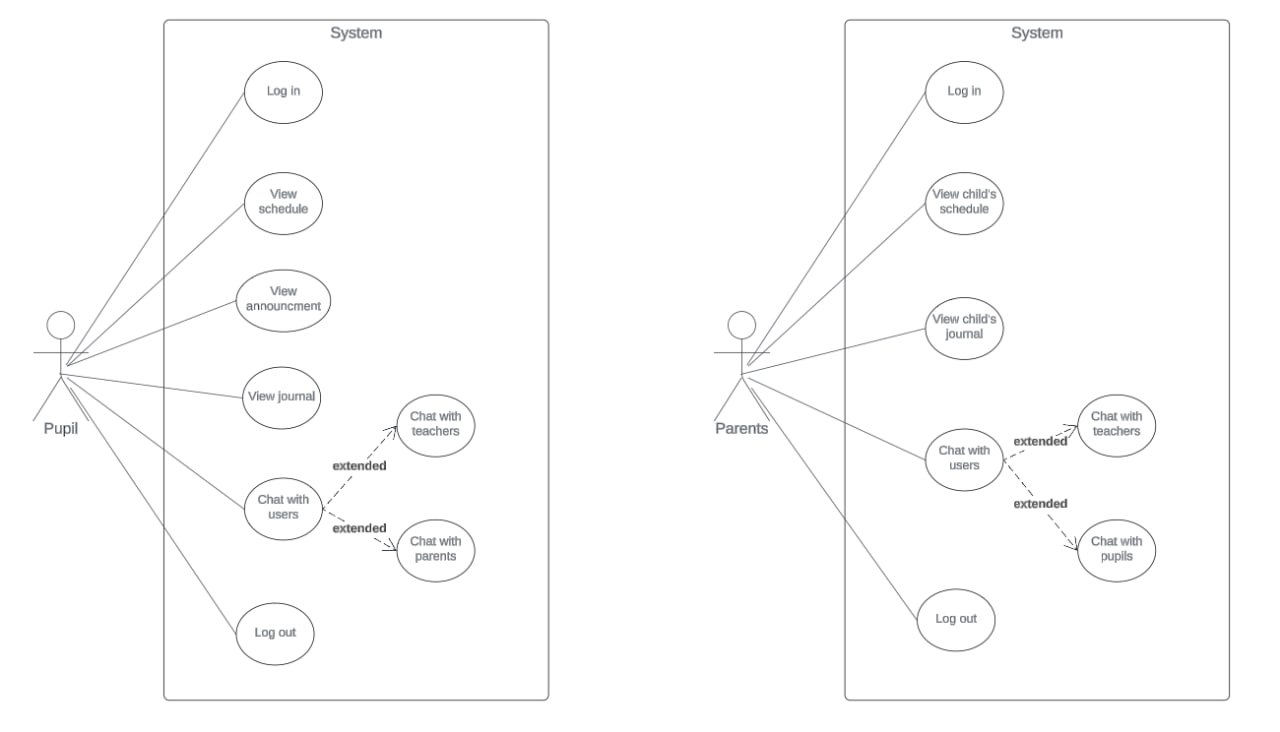 System
Log in
View
schedule
View
announcment
View journal
Chat with
teachers
extended
Chat with
users
extended
Chat with
parents
Log out
Pupil
System
Log in
View child's
schedule
View child's
journal
Chat with
teachers
extended
Chat with
users
extended
Chat with
pupils
Log out
Parents